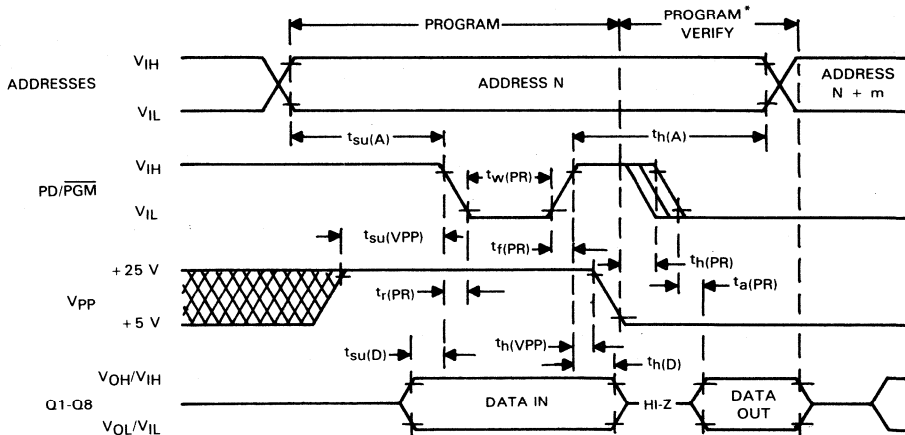 PROGRAM
PROGRAM*
VERIFY
ADDRESSES
VIH
VIL
ADDRESS N
ADDRESS
N + m
tsu(A)
th(A)
PD/PGM
VIH
VIL
tw(PR)
tsu(VPP)
tf(PR)
th(PR)
VPP
+25 V
+5 V
tr(PR)
ta(PR)
tsu(D)
th(VPP)
th(D)
Q1-Q8
VOH/VIH
VOL/VIL
DATA IN
HI-Z
DATA
OUT